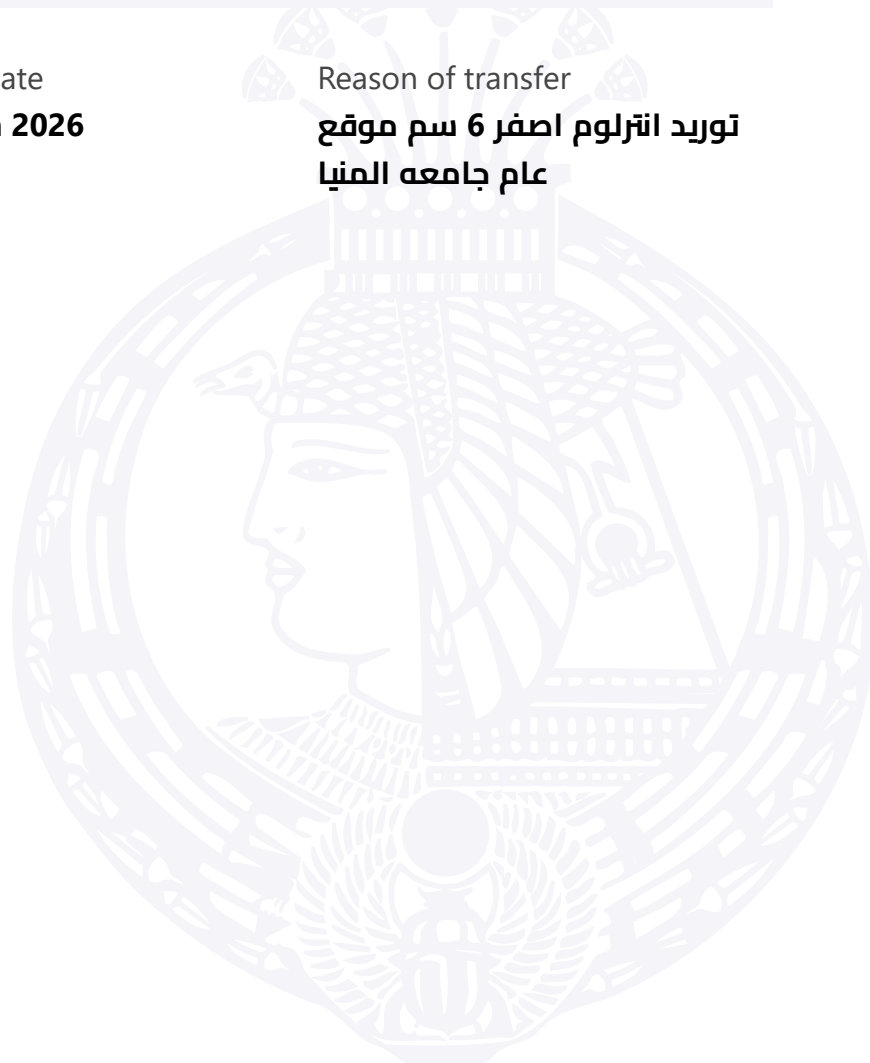 ate
2026
Reason of transfer
توريد انترلوم اصفر 6 سم موقع
عام جامعه المنيا